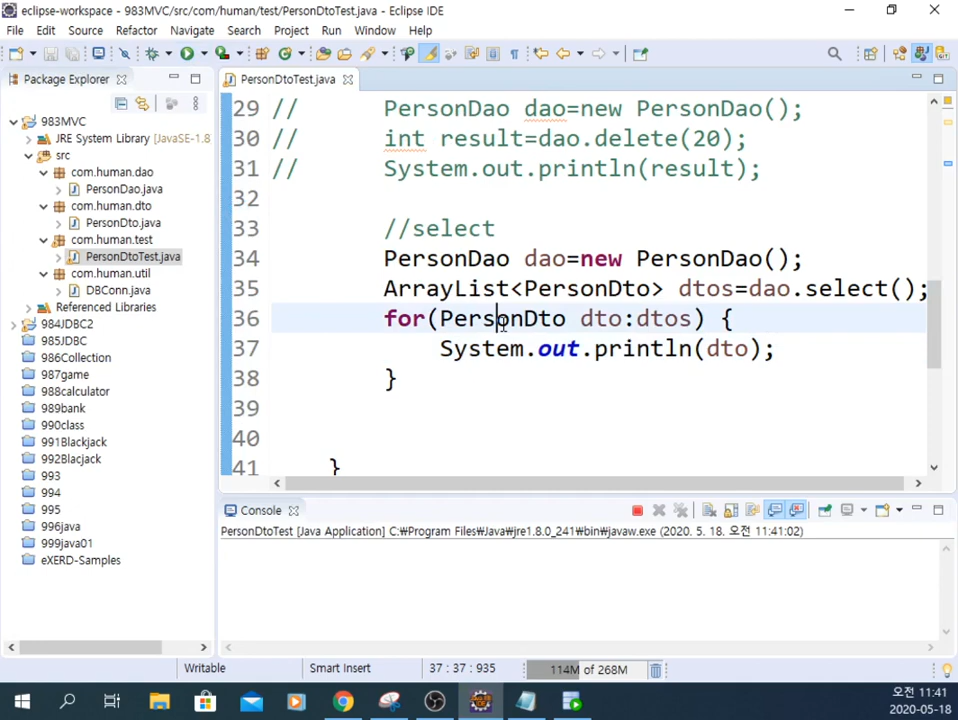 eclipse-workspace - 983MVC/src/com/human/test/PersonDtoTest.java - Eclipse IDE
File Edit Source Refactor Navigate Search Project Run Window Help
Package Explorer
983MVC
JRE System Library [JavaSE-1.8
src
com.human.dao
PersonDao.java
com.human.dto
PersonDto.java
com.human.test
PersonDtoTest.java
com.human.util
DBConn.java
Referenced Libraries
984JDBC2
985JDBC
986Collection
987game
988calculator
989bank
990class
991Blackjack
992Blacjack
993
994
995
996java
999java01
eXERD-Samples
PersonDtoTest.java
29 // PersonDao dao=new PersonDao();
30 // int result=dao.delete(20);
31 // System.out.println(result);
32
33 //select
34 PersonDao dao=new PersonDao();
35 ArrayList<PersonDto> dtos=dao.select();
36 for(PersonDto dto:dtos) {
37 System.out.println(dto);
38 }
39
40
41 }
Console
PersonDtoTest [Java Application] C:₩Program Files₩Java₩jre1.8.0_241₩bin₩javaw.exe (2020. 5. 18. 오전 11:41:02)
Writable Smart Insert 37 : 37 : 935 114M of 268M
오전 11:41
2020-05-18